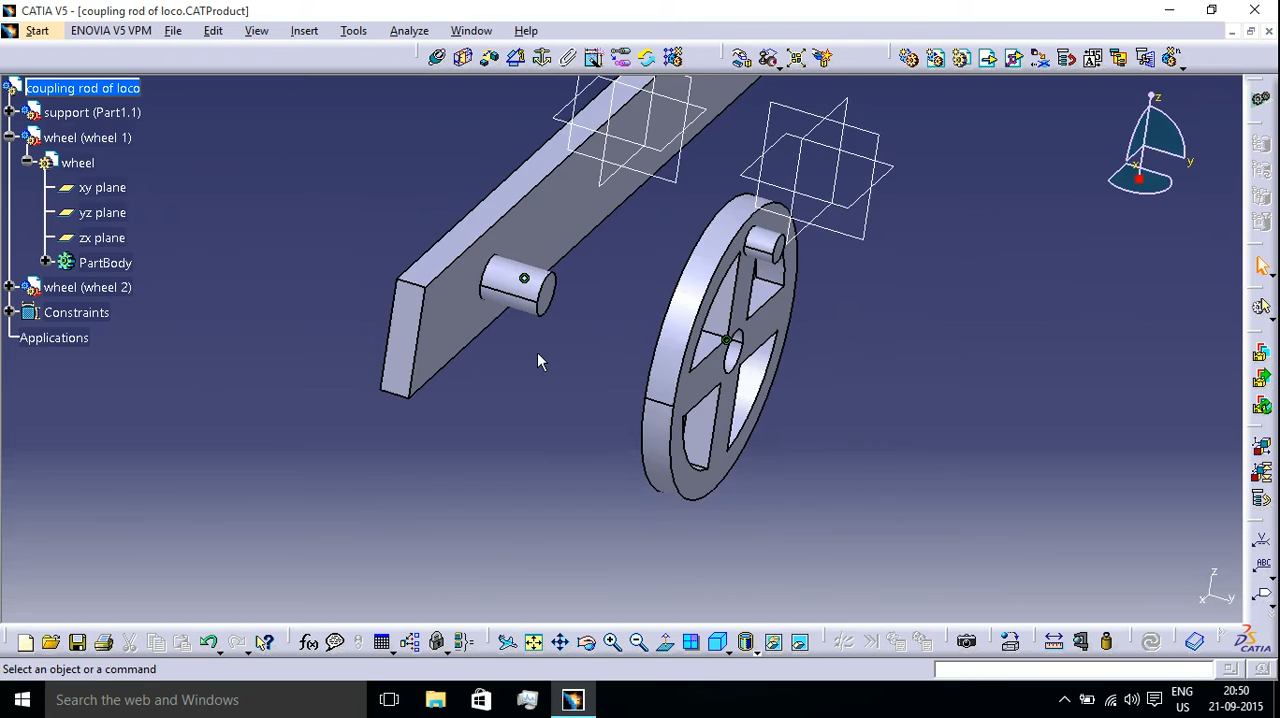 CATIA V5 - [coupling rod of loco.CATProduct]
Start ENOVIA V5 VPM File Edit View Insert Tools Analyze Window Help
coupling rod of loco
support (Part1.1)
wheel (wheel 1)
wheel
xy plane
yz plane
zx plane
PartBody
wheel (wheel 2)
Constraints
Applications
z
y
x
z
x
y
ABC
f(x)
CATIA
Select an object or a command
Search the web and Windows
ENG
US
20:50
21-09-2015